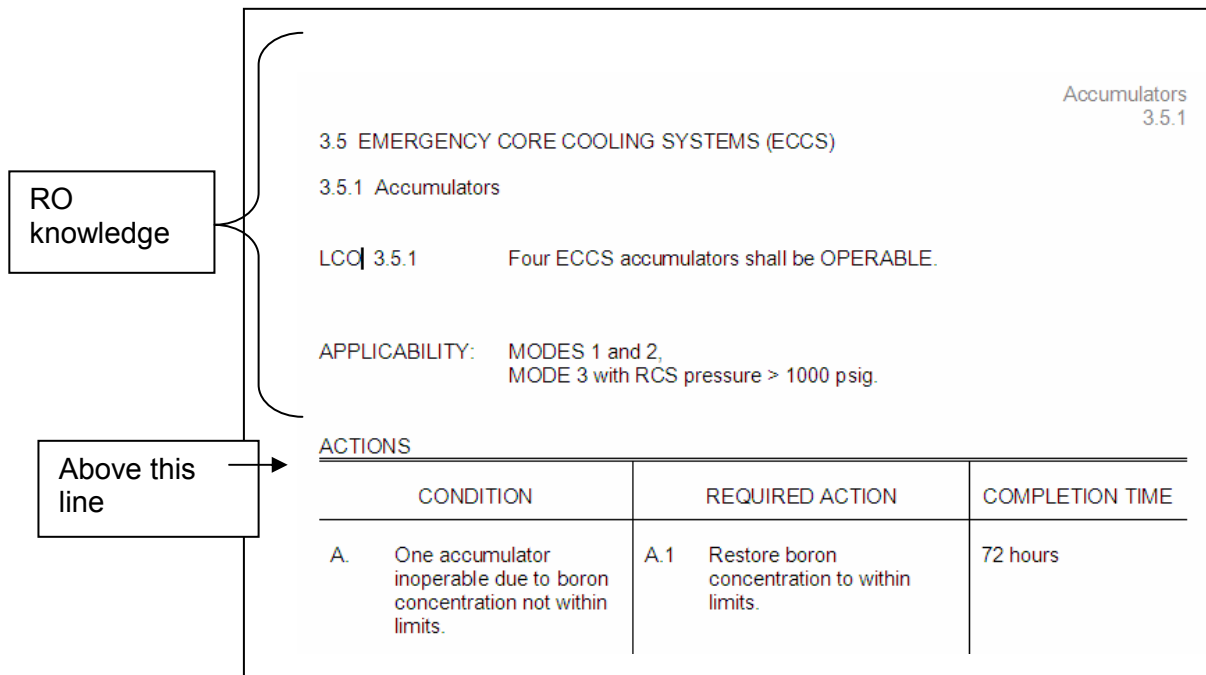 Accumulators
3.5.1
3.5 EMERGENCY CORE COOLING SYSTEMS (ECCS)
3.5.1 Accumulators
RO
knowledge
LCO 3.5.1 Four ECCS accumulators shall be OPERABLE.
APPLICABILITY: MODES 1 and 2,
MODE 3 with RCS pressure > 1000 psig.
Above this
line
ACTIONS
CONDITION REQUIRED ACTION COMPLETION TIME
A. One accumulator
inoperable due to boron
concentration not within
limits.
A.1 Restore boron
concentration to within
limits.
72 hours